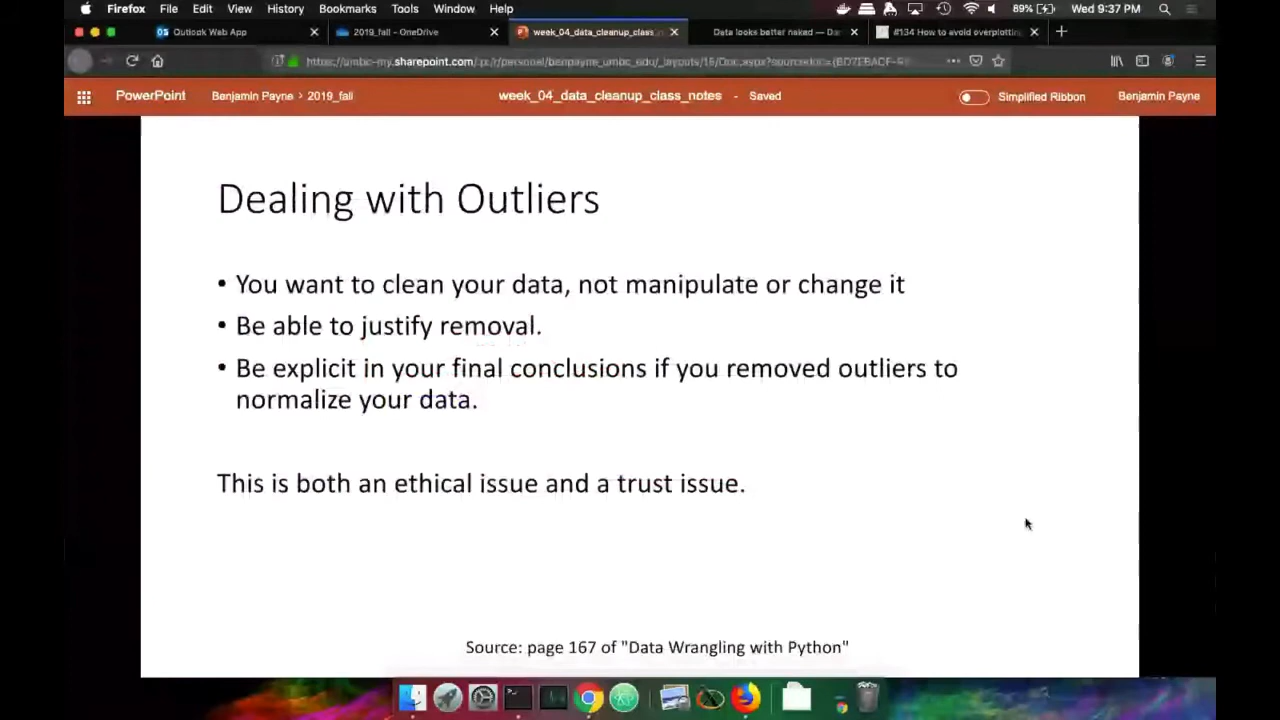 Firefox File Edit View History Bookmarks Tools Window Help 89% Wed 9:37 PM
Outlook Web App 2019_fall - OneDrive week_04_data_cleanup_class_ Data looks better naked — Da #134 How to avoid overplotting
PowerPoint Benjamin Payne > 2019_fall week_04_data_cleanup_class_notes - Saved Simplified Ribbon Benjamin Payne
Dealing with Outliers
• You want to clean your data, not manipulate or change it
• Be able to justify removal.
• Be explicit in your final conclusions if you removed outliers to
normalize your data.
This is both an ethical issue and a trust issue.
Source: page 167 of "Data Wrangling with Python"